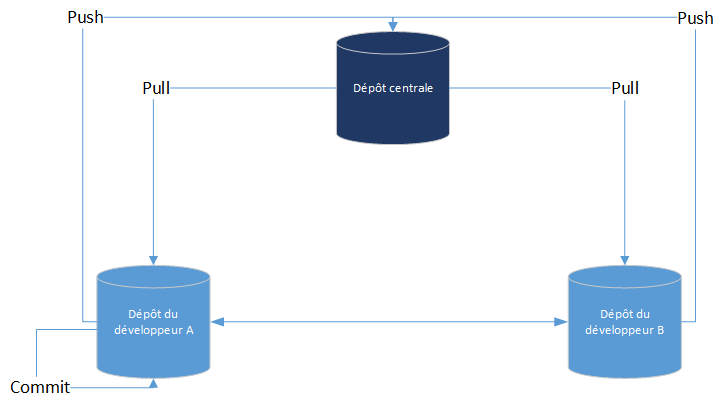 Push
Push
Dépôt centrale
Pull
Pull
Dépôt du
développeur A
Dépôt du
développeur B
Commit